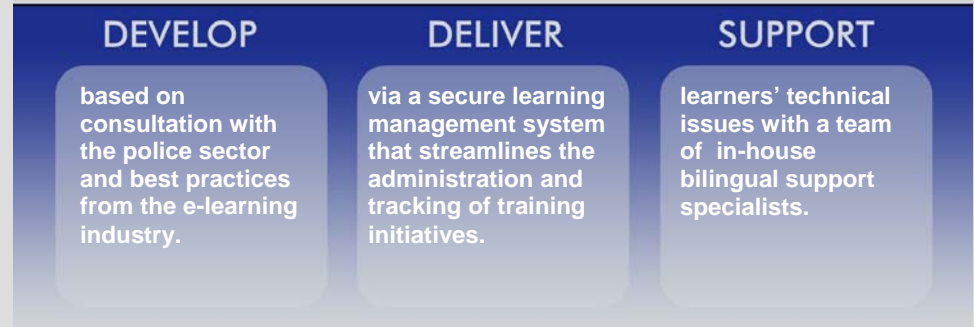 DEVELOP
based on
consultation with
the police sector
and best practices
from the e-learning
industry.
DELIVER
via a secure learning
management system
that streamlines the
administration and
tracking of training
initiatives.
SUPPORT
learners’ technical
issues with a team
of in-house
bilingual support
specialists.